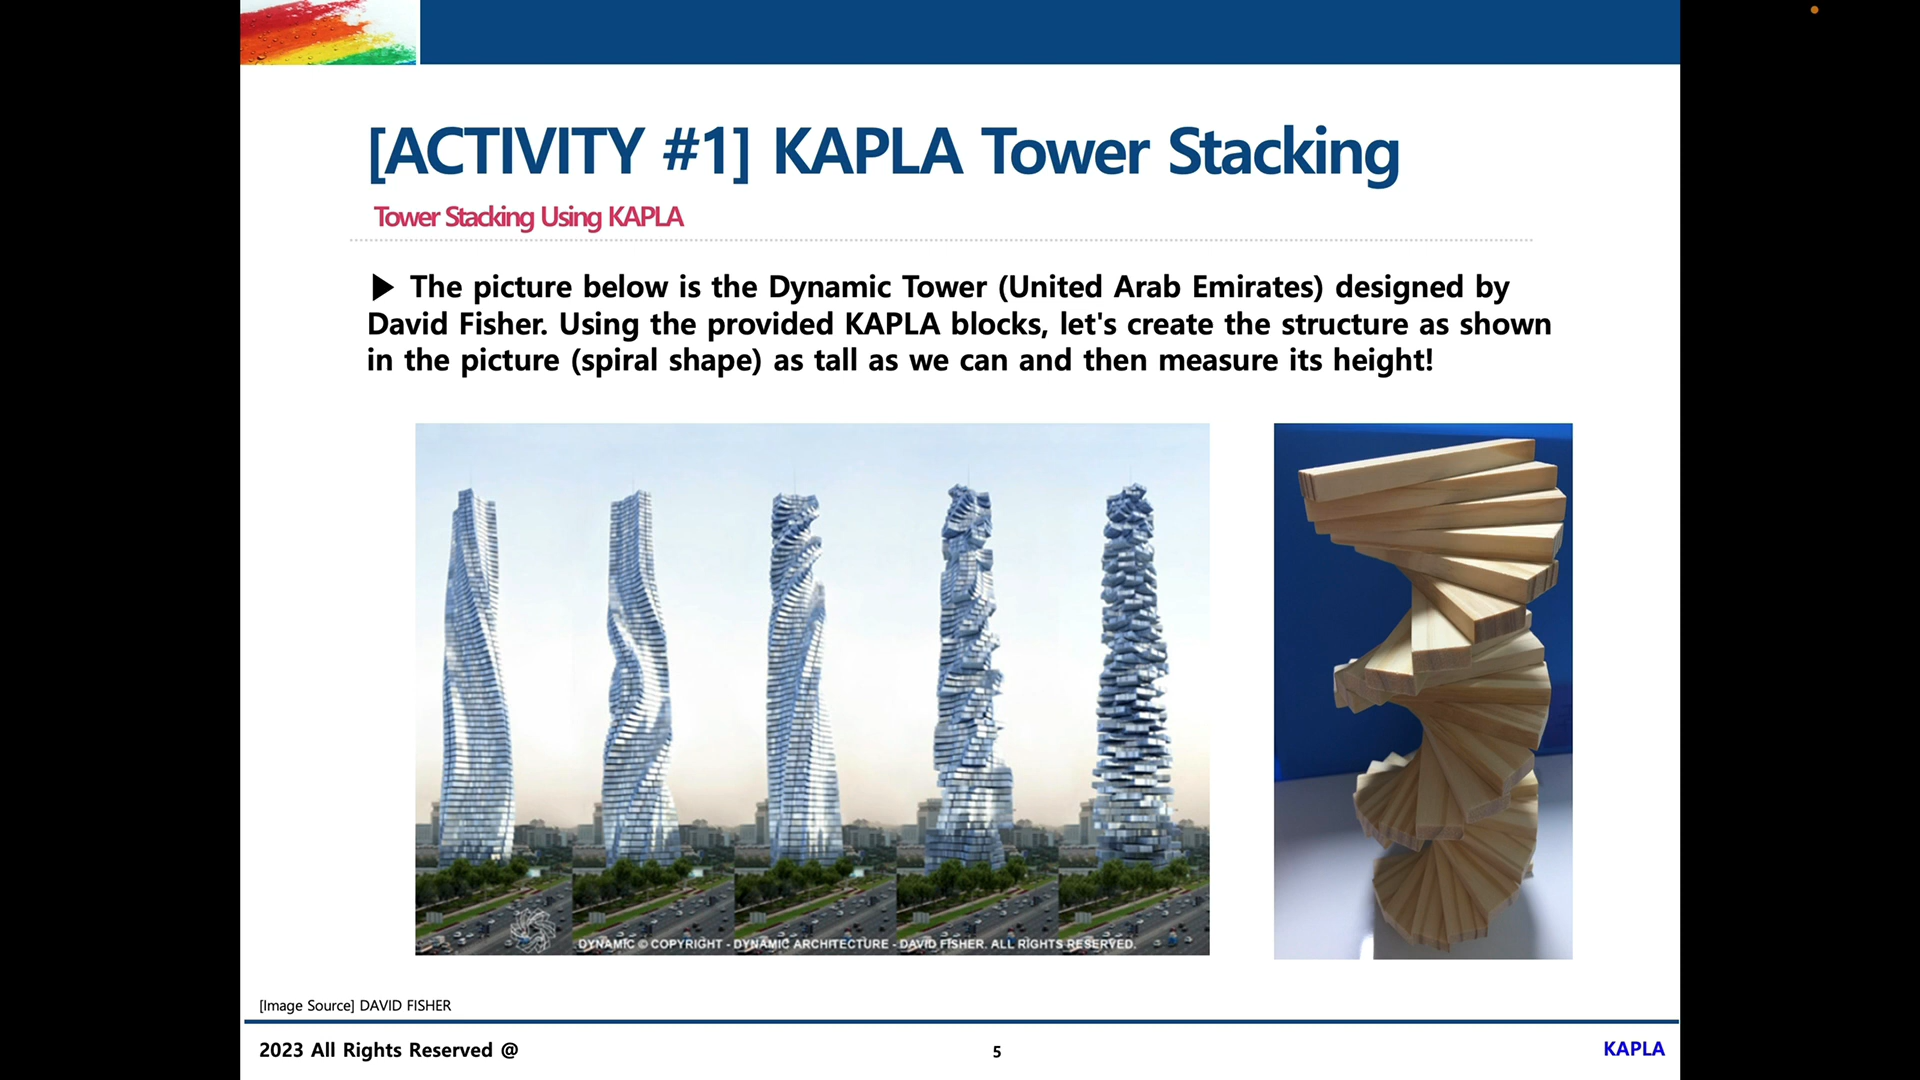 [ACTIVITY #1] KAPLA Tower Stacking
Tower Stacking Using KAPLA
▶ The picture below is the Dynamic Tower (United Arab Emirates) designed by
David Fisher. Using the provided KAPLA blocks, let's create the structure as shown
in the picture (spiral shape) as tall as we can and then measure its height!
DYNAMIC © COPYRIGHT - DYNAMIC ARCHITECTURE - DAVID FISHER. ALL RIGHTS RESERVED.
[Image Source] DAVID FISHER
2023 All Rights Reserved @
5
KAPLA